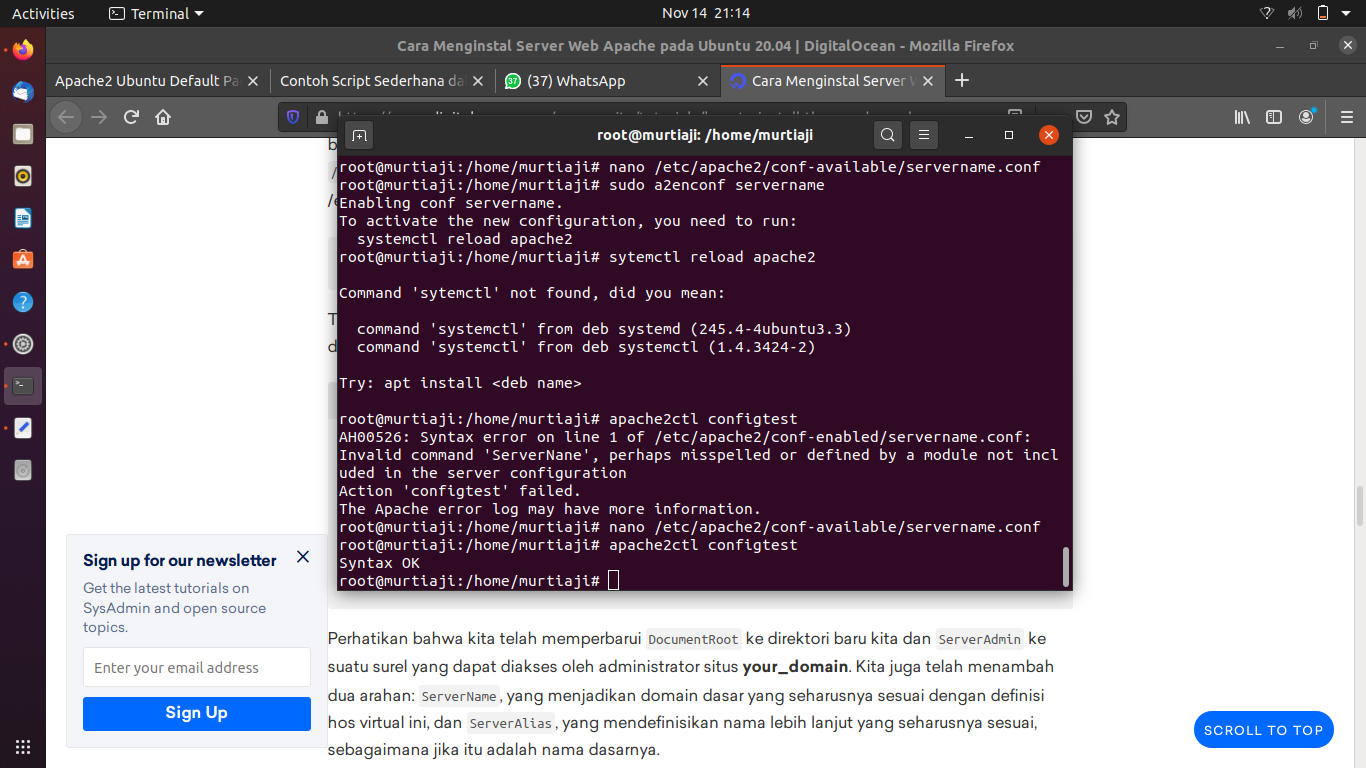 Activities
Terminal
Nov 14 21:14
Cara Menginstal Server Web Apache pada Ubuntu 20.04 | DigitalOcean - Mozilla Firefox
Apache2 Ubuntu Default Pa
Contoh Script Sederhana da
(37) WhatsApp
Cara Menginstal Server
root@murtiaji: /home/murtiaji
root@murtiaji:/home/murtiaji# nano /etc/apache2/conf-available/servername.conf
root@murtiaji:/home/murtiaji# sudo a2enconf servername
Enabling conf servername.
To activate the new configuration, you need to run:
systemctl reload apache2
root@murtiaji:/home/murtiaji# sytemctl reload apache2
Command 'sytemctl' not found, did you mean:
command 'systemctl' from deb systemd (245.4-4ubuntu3.3)
command 'systemctl' from deb systemctl (1.4.3424-2)
Try: apt install <deb name>
root@murtiaji:/home/murtiaji# apache2ctl configtest
AH00526: Syntax error on line 1 of /etc/apache2/conf-enabled/servername.conf:
Invalid command 'ServerNane', perhaps misspelled or defined by a module not incl
uded in the server configuration
Action 'configtest' failed.
The Apache error log may have more information.
root@murtiaji:/home/murtiaji# nano /etc/apache2/conf-available/servername.conf
root@murtiaji:/home/murtiaji# apache2ctl configtest
Syntax OK
root@murtiaji:/home/murtiaji#
Sign up for our newsletter
Get the latest tutorials on
SysAdmin and open source
topics.
Enter your email address
Sign Up
Perhatikan bahwa kita telah memperbarui DocumentRoot ke direktori baru kita dan ServerAdmin ke
suatu surel yang dapat diakses oleh administrator situs your_domain. Kita juga telah menambah
dua arahan: ServerName, yang menjadikan domain dasar yang seharusnya sesuai dengan definisi
hos virtual ini, dan ServerAlias, yang mendefinisikan nama lebih lanjut yang seharusnya sesuai,
sebagaimana jika itu adalah nama dasarnya.
SCROLL TO TOP